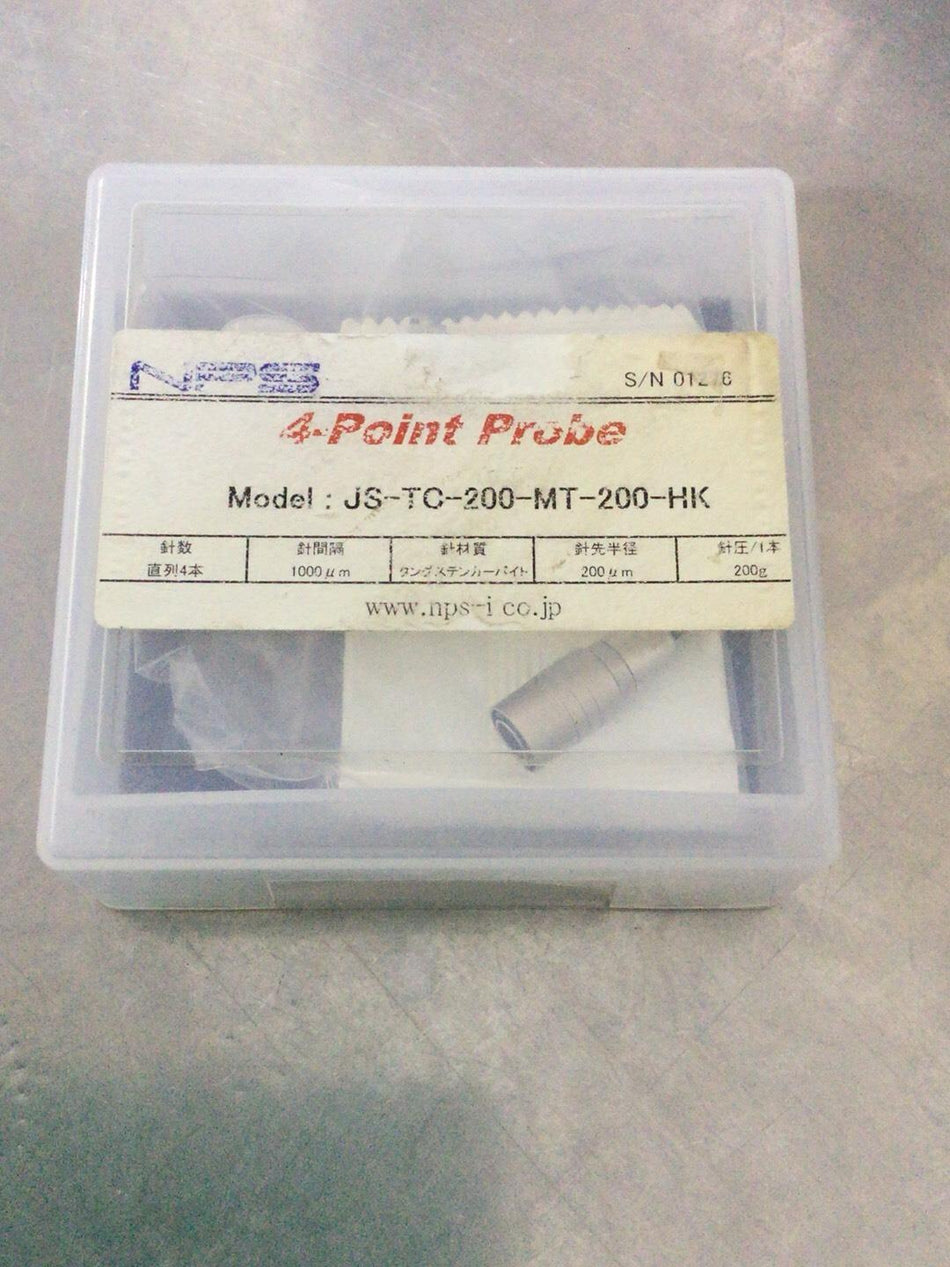 NPS
S/N
4-Point Probe
Model : JS-TC-200-MT-200-HK
針数 針間隔 針材質 針先半径 針圧/1本
直列4本 1000μm タングステンカーバイト 200μm 200g
www.nps-i co.jp